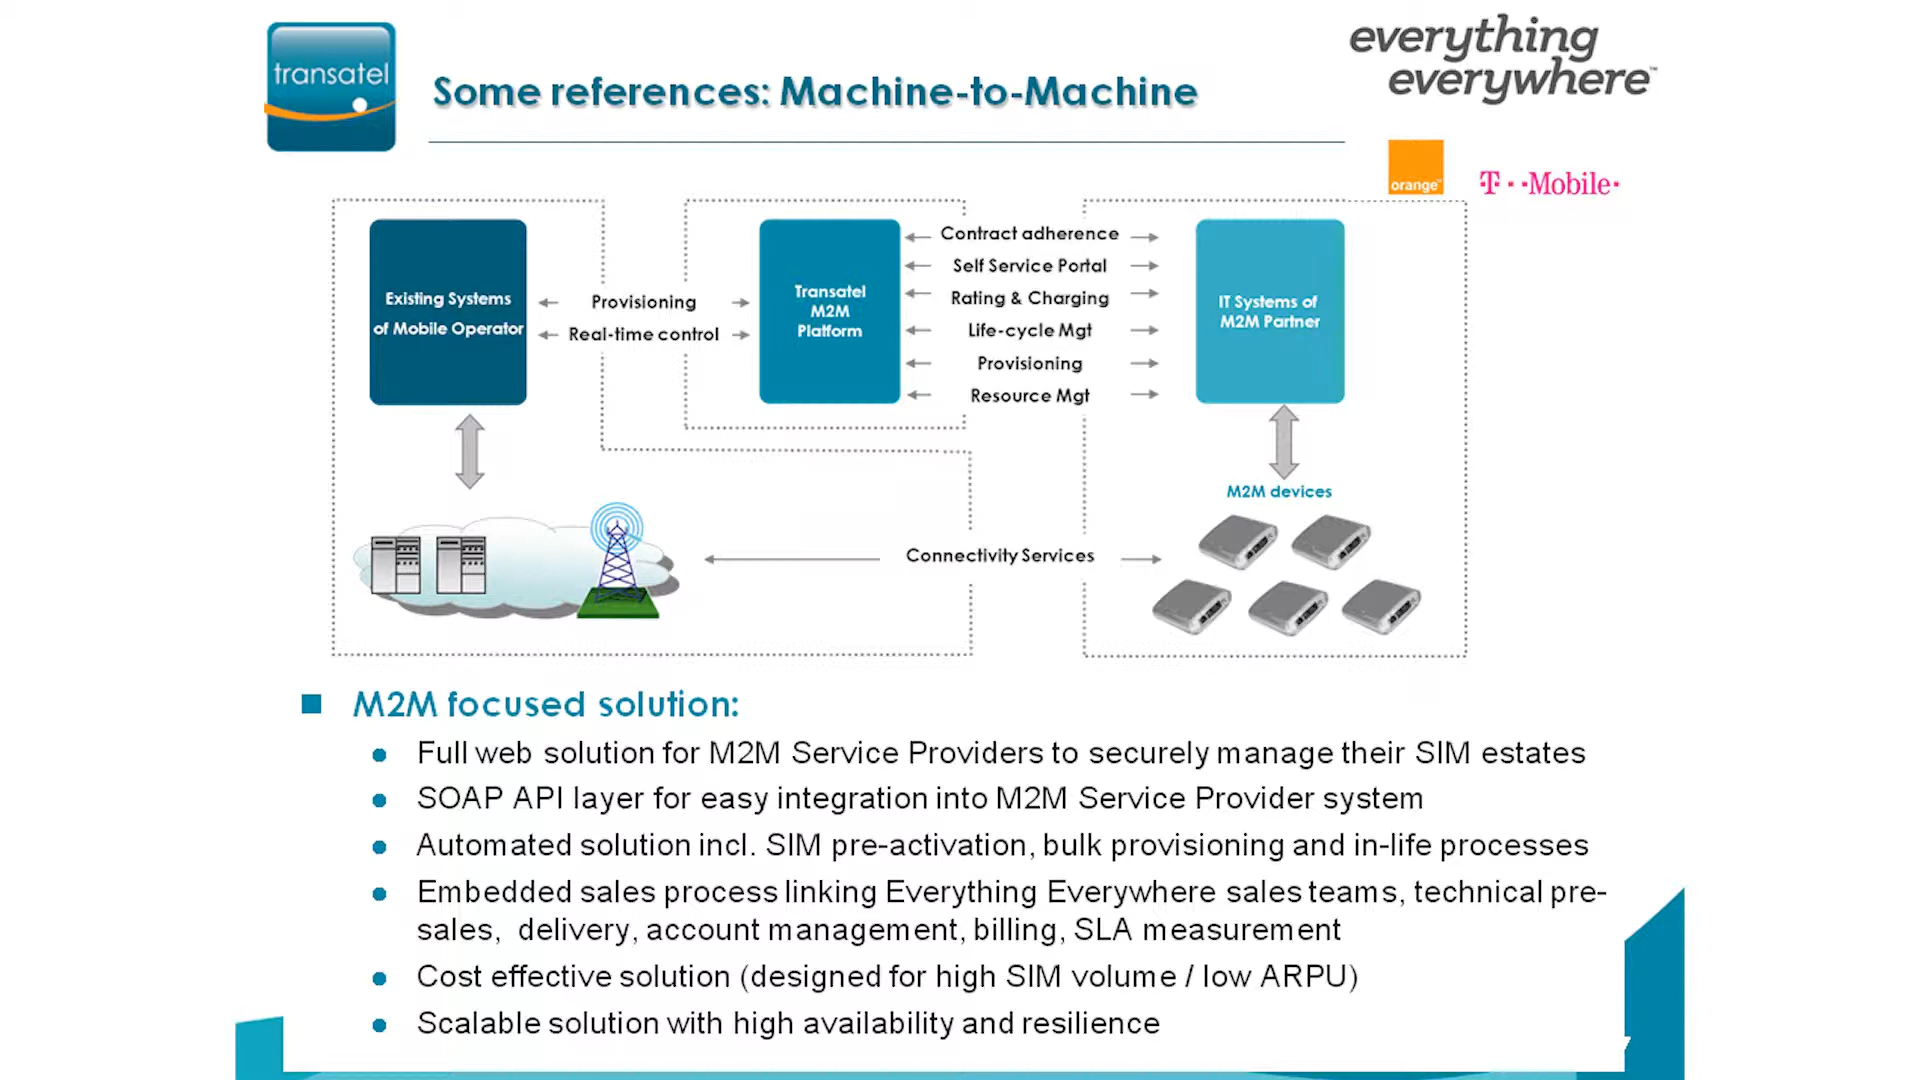 transatel
Some references: Machine-to-Machine
everything
everywhere™
orange™
T··Mobile·
Existing Systems
of Mobile Operator
Provisioning
Real-time control
Transatel
M2M
Platform
Contract adherence
Self Service Portal
Rating & Charging
Life-cycle Mgt
Provisioning
Resource Mgt
IT Systems of
M2M Partner
M2M devices
Connectivity Services
M2M focused solution:
Full web solution for M2M Service Providers to securely manage their SIM estates
SOAP API layer for easy integration into M2M Service Provider system
Automated solution incl. SIM pre-activation, bulk provisioning and in-life processes
Embedded sales process linking Everything Everywhere sales teams, technical pre-
sales, delivery, account management, billing, SLA measurement
Cost effective solution (designed for high SIM volume / low ARPU)
Scalable solution with high availability and resilience